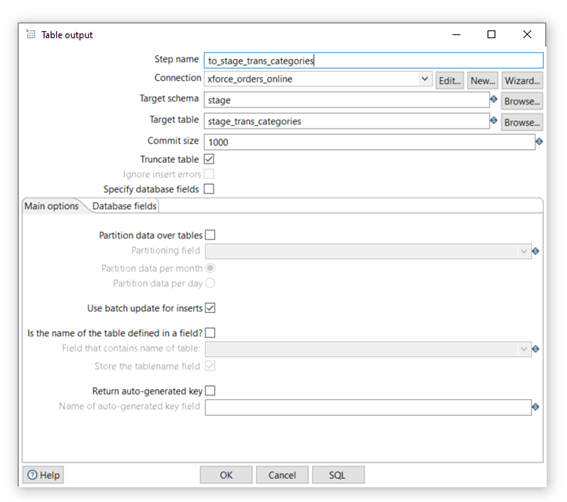 Table output
Step name to_stage_trans_categories
Connection xforce_orders_online Edit... New... Wizard...
Target schema stage Browse...
Target table stage_trans_categories Browse...
Commit size 1000
Truncate table
Ignore insert errors
Specify database fields
Main options Database fields
Partition data over tables
Partitioning field
Partition data per month
Partition data per day
Use batch update for inserts
Is the name of the table defined in a field?
Field that contains name of table:
Store the tablename field
Return auto-generated key
Name of auto-generated key field
Help OK Cancel SQL